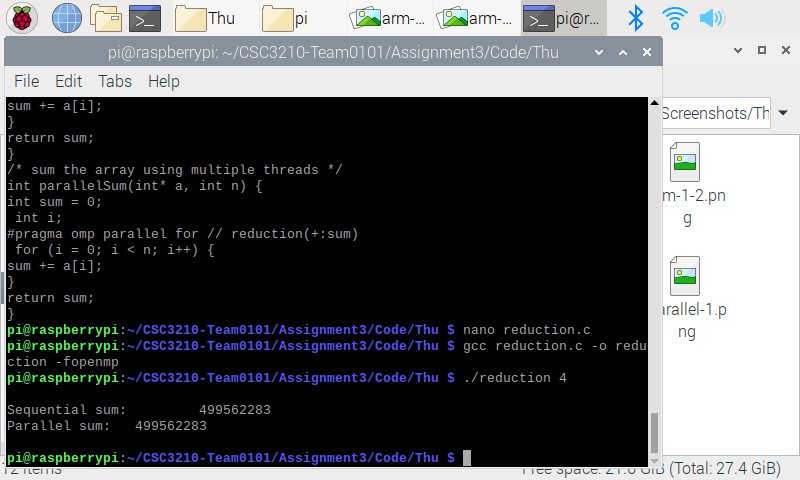 Thu
pi
arm-...
arm-...
pi@r...
pi@raspberrypi: ~/CSC3210-Team0101/Assignment3/Code/Thu
File Edit Tabs Help
sum += a[i];
}
return sum;
}
/* sum the array using multiple threads */
int parallelSum(int* a, int n) {
int sum = 0;
 int i;
#pragma omp parallel for // reduction(+:sum)
 for (i = 0; i < n; i++) {
sum += a[i];
}
return sum;
}
pi@raspberrypi:~/CSC3210-Team0101/Assignment3/Code/Thu $ nano reduction.c
pi@raspberrypi:~/CSC3210-Team0101/Assignment3/Code/Thu $ gcc reduction.c -o redu
ction -fopenmp
pi@raspberrypi:~/CSC3210-Team0101/Assignment3/Code/Thu $ ./reduction 4
Sequential sum: 499562283
Parallel sum: 499562283
pi@raspberrypi:~/CSC3210-Team0101/Assignment3/Code/Thu $
Screenshots/Th
m-1-2.pn
g
arallel-1.p
ng
12 items
Free space: 21.6 GiB (Total: 27.4 GiB)